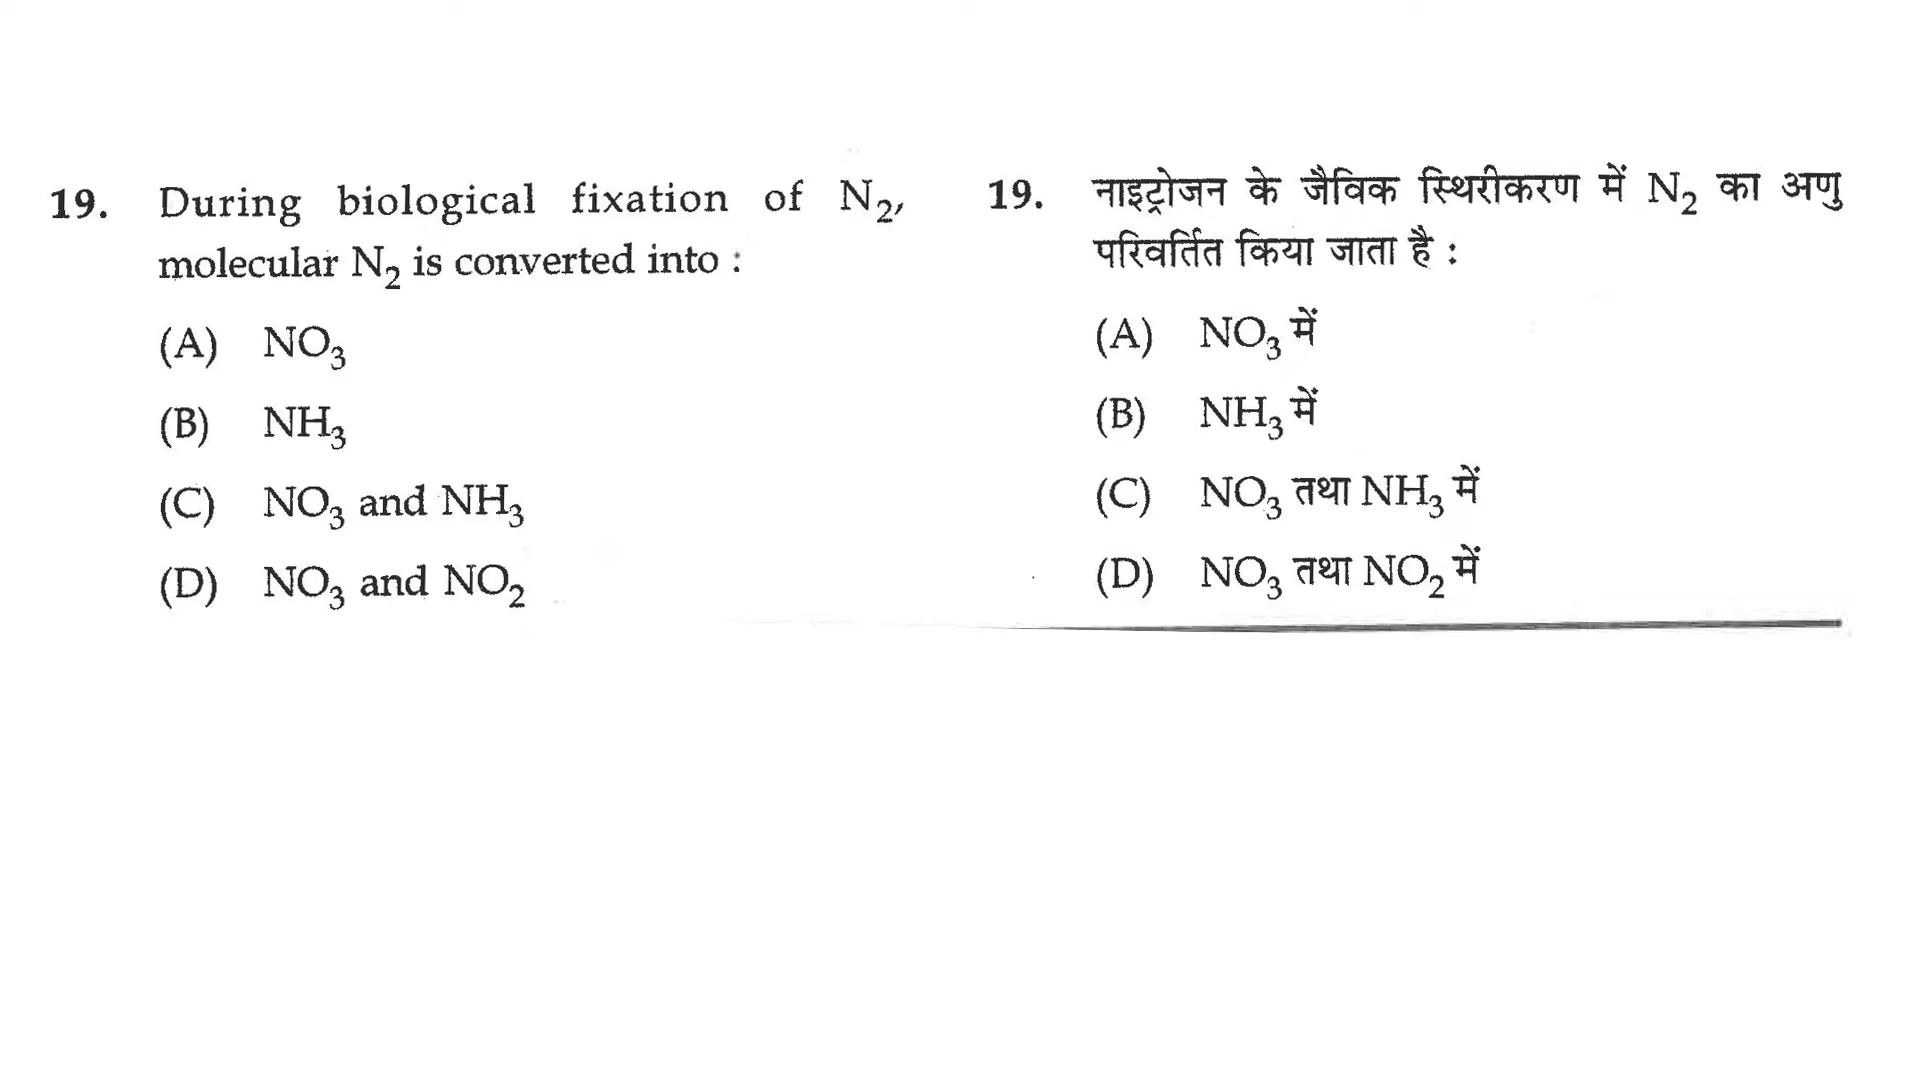 19. During biological fixation of N₂,
molecular N₂ is converted into :
(A) NO₃
(B) NH₃
(C) NO₃ and NH₃
(D) NO₃ and NO₂
19. नाइट्रोजन के जैविक स्थिरीकरण में N₂ का अणु
परिवर्तित किया जाता है :
(A) NO₃ में
(B) NH₃ में
(C) NO₃ तथा NH₃ में
(D) NO₃ तथा NO₂ में